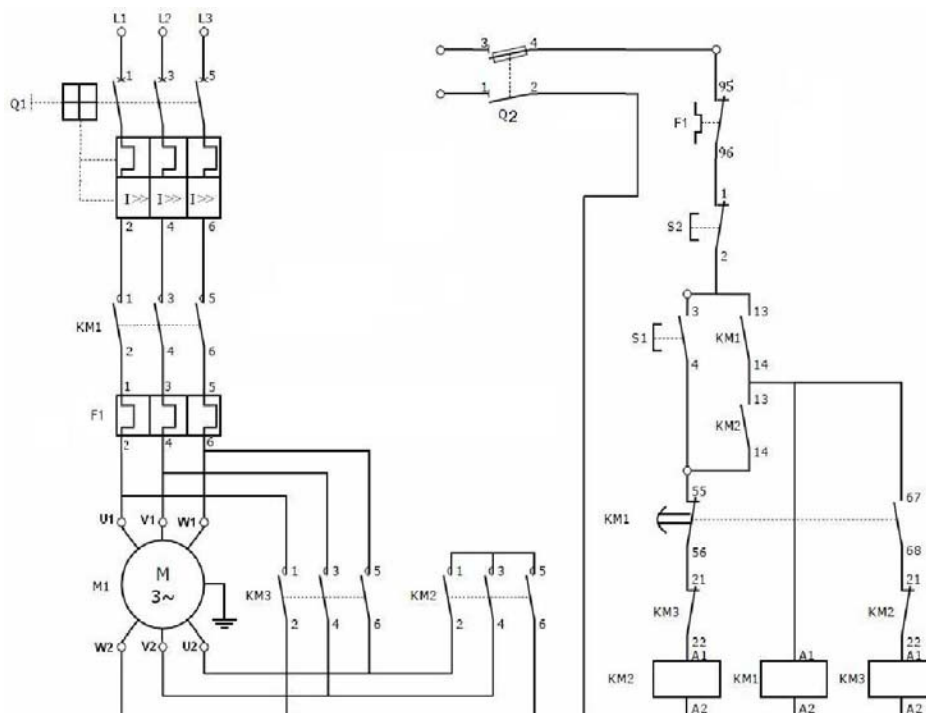 L1 L2 L3
3 4
1 3 5
Q1
1 2
Q2
95
F1
96
I>> I>> I>>
2 4 6
1
S2
2
1 3 5
KM1
2 4 6
3 13
S1 KM1
4 14
1 3 5
F1
2 4 6
13
KM2
14
U1 V1 W1
55 67
KM1
56 68
M1
M
3~
1 3 5
KM3
2 4 6
1 3 5
KM2
2 4 6
21 21
KM3 KM2
22 22
W2 V2 U2
A1 A1 A1
KM2 KM1 KM3
A2 A2 A2